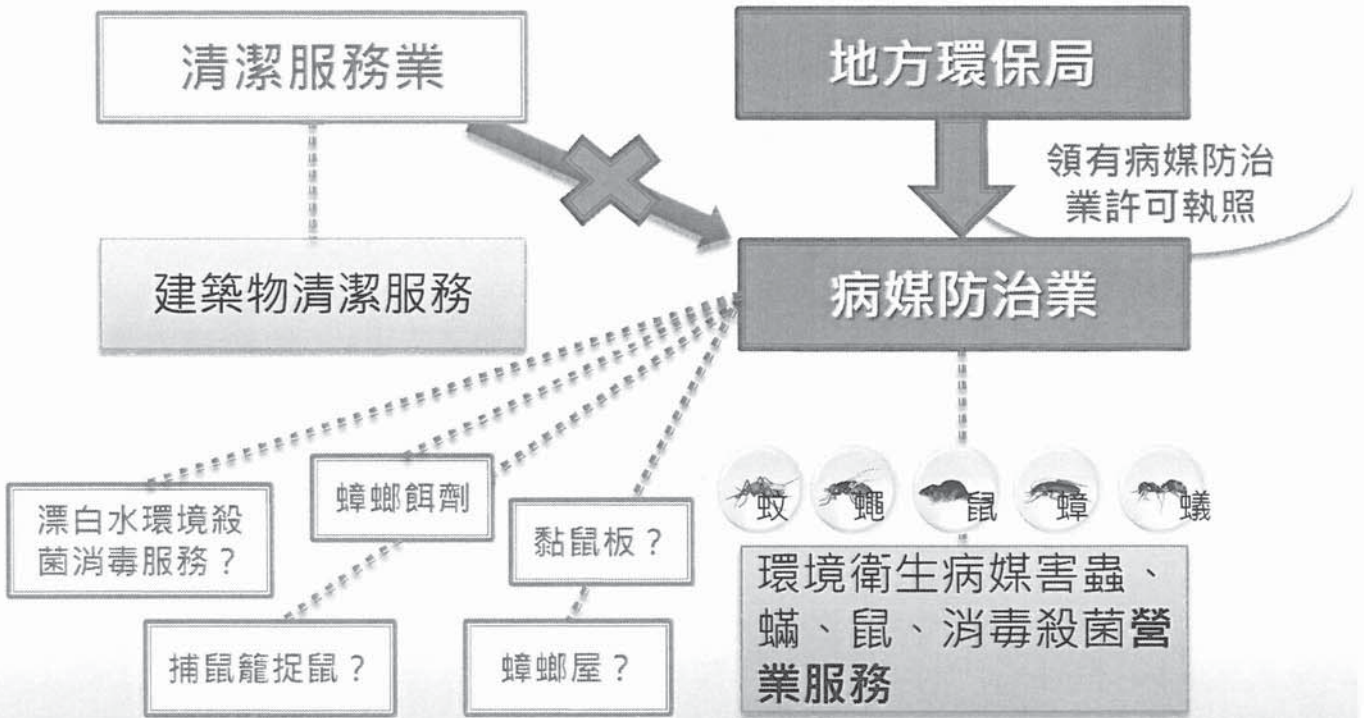 清潔服務業
地方環保局
領有病媒防治
業許可執照
建築物清潔服務
病媒防治業
漂白水環境殺
菌消毒服務？
蟑螂餌劑
黏鼠板？
捕鼠籠捉鼠？
蟑螂屋？
蚊
蠅
鼠
蟑
蟻
環境衛生病媒害蟲、
蟎、鼠、消毒殺菌營
業服務